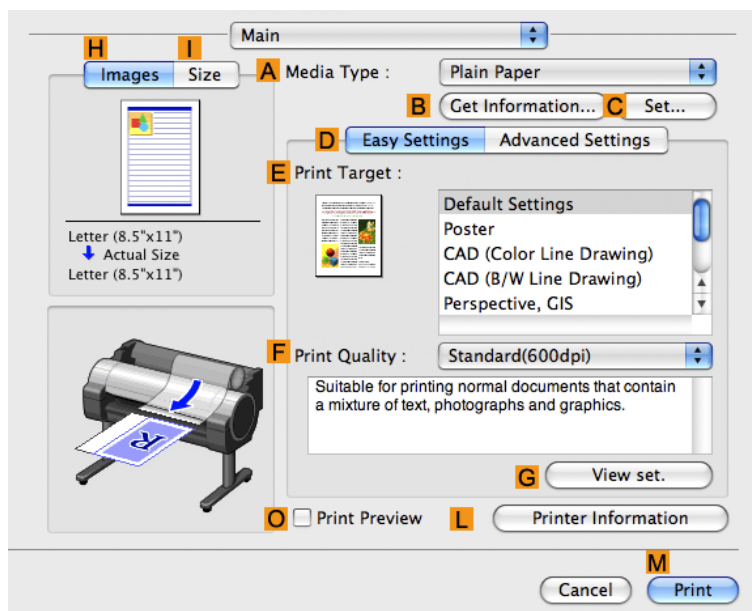 Main
H I
Images Size
A Media Type : Plain Paper
B Get Information... C Set...
D Easy Settings Advanced Settings
E Print Target :
Default Settings
Poster
CAD (Color Line Drawing)
CAD (B/W Line Drawing)
Perspective, GIS
Letter (8.5"x11")
Actual Size
Letter (8.5"x11")
F Print Quality : Standard(600dpi)
Suitable for printing normal documents that contain
a mixture of text, photographs and graphics.
R
G View set.
O Print Preview L Printer Information
M
Cancel Print